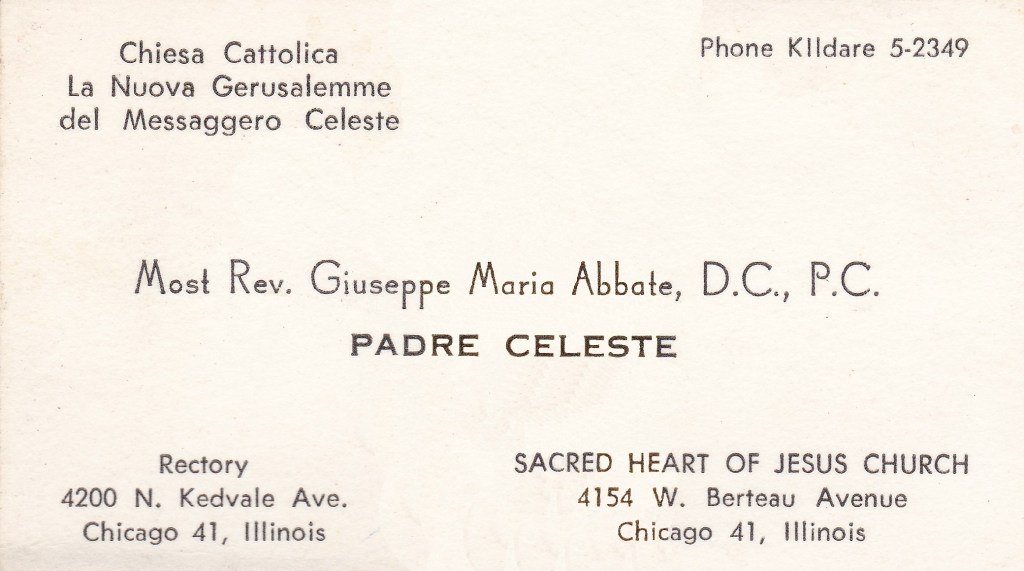 Chiesa Cattolica
La Nuova Gerusalemme
del Messaggero Celeste
Phone KIldare 5-2349
Most Rev. Giuseppe Maria Abbate, D.C., P.C.
PADRE CELESTE
Rectory
4200 N. Kedvale Ave.
Chicago 41, Illinois
SACRED HEART OF JESUS CHURCH
4154 W. Berteau Avenue
Chicago 41, Illinois